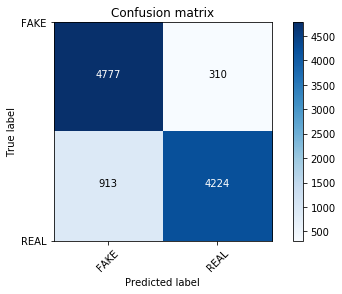 Confusion matrix
FAKE
4777 310
913 4224
REAL
True label
FAKE REAL
Predicted label
4500
4000
3500
3000
2500
2000
1500
1000
500